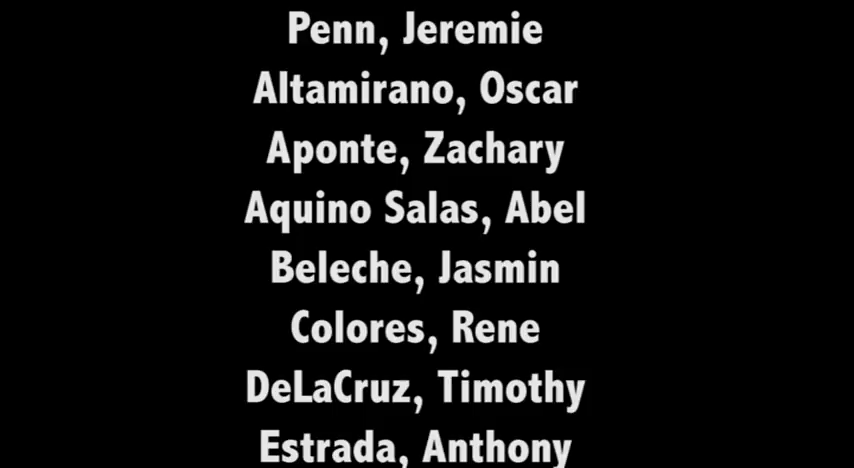 Penn, Jeremie
Altamirano, Oscar
Aponte, Zachary
Aquino Salas, Abel
Beleche, Jasmin
Colores, Rene
DeLaCruz, Timothy
Estrada, Anthony